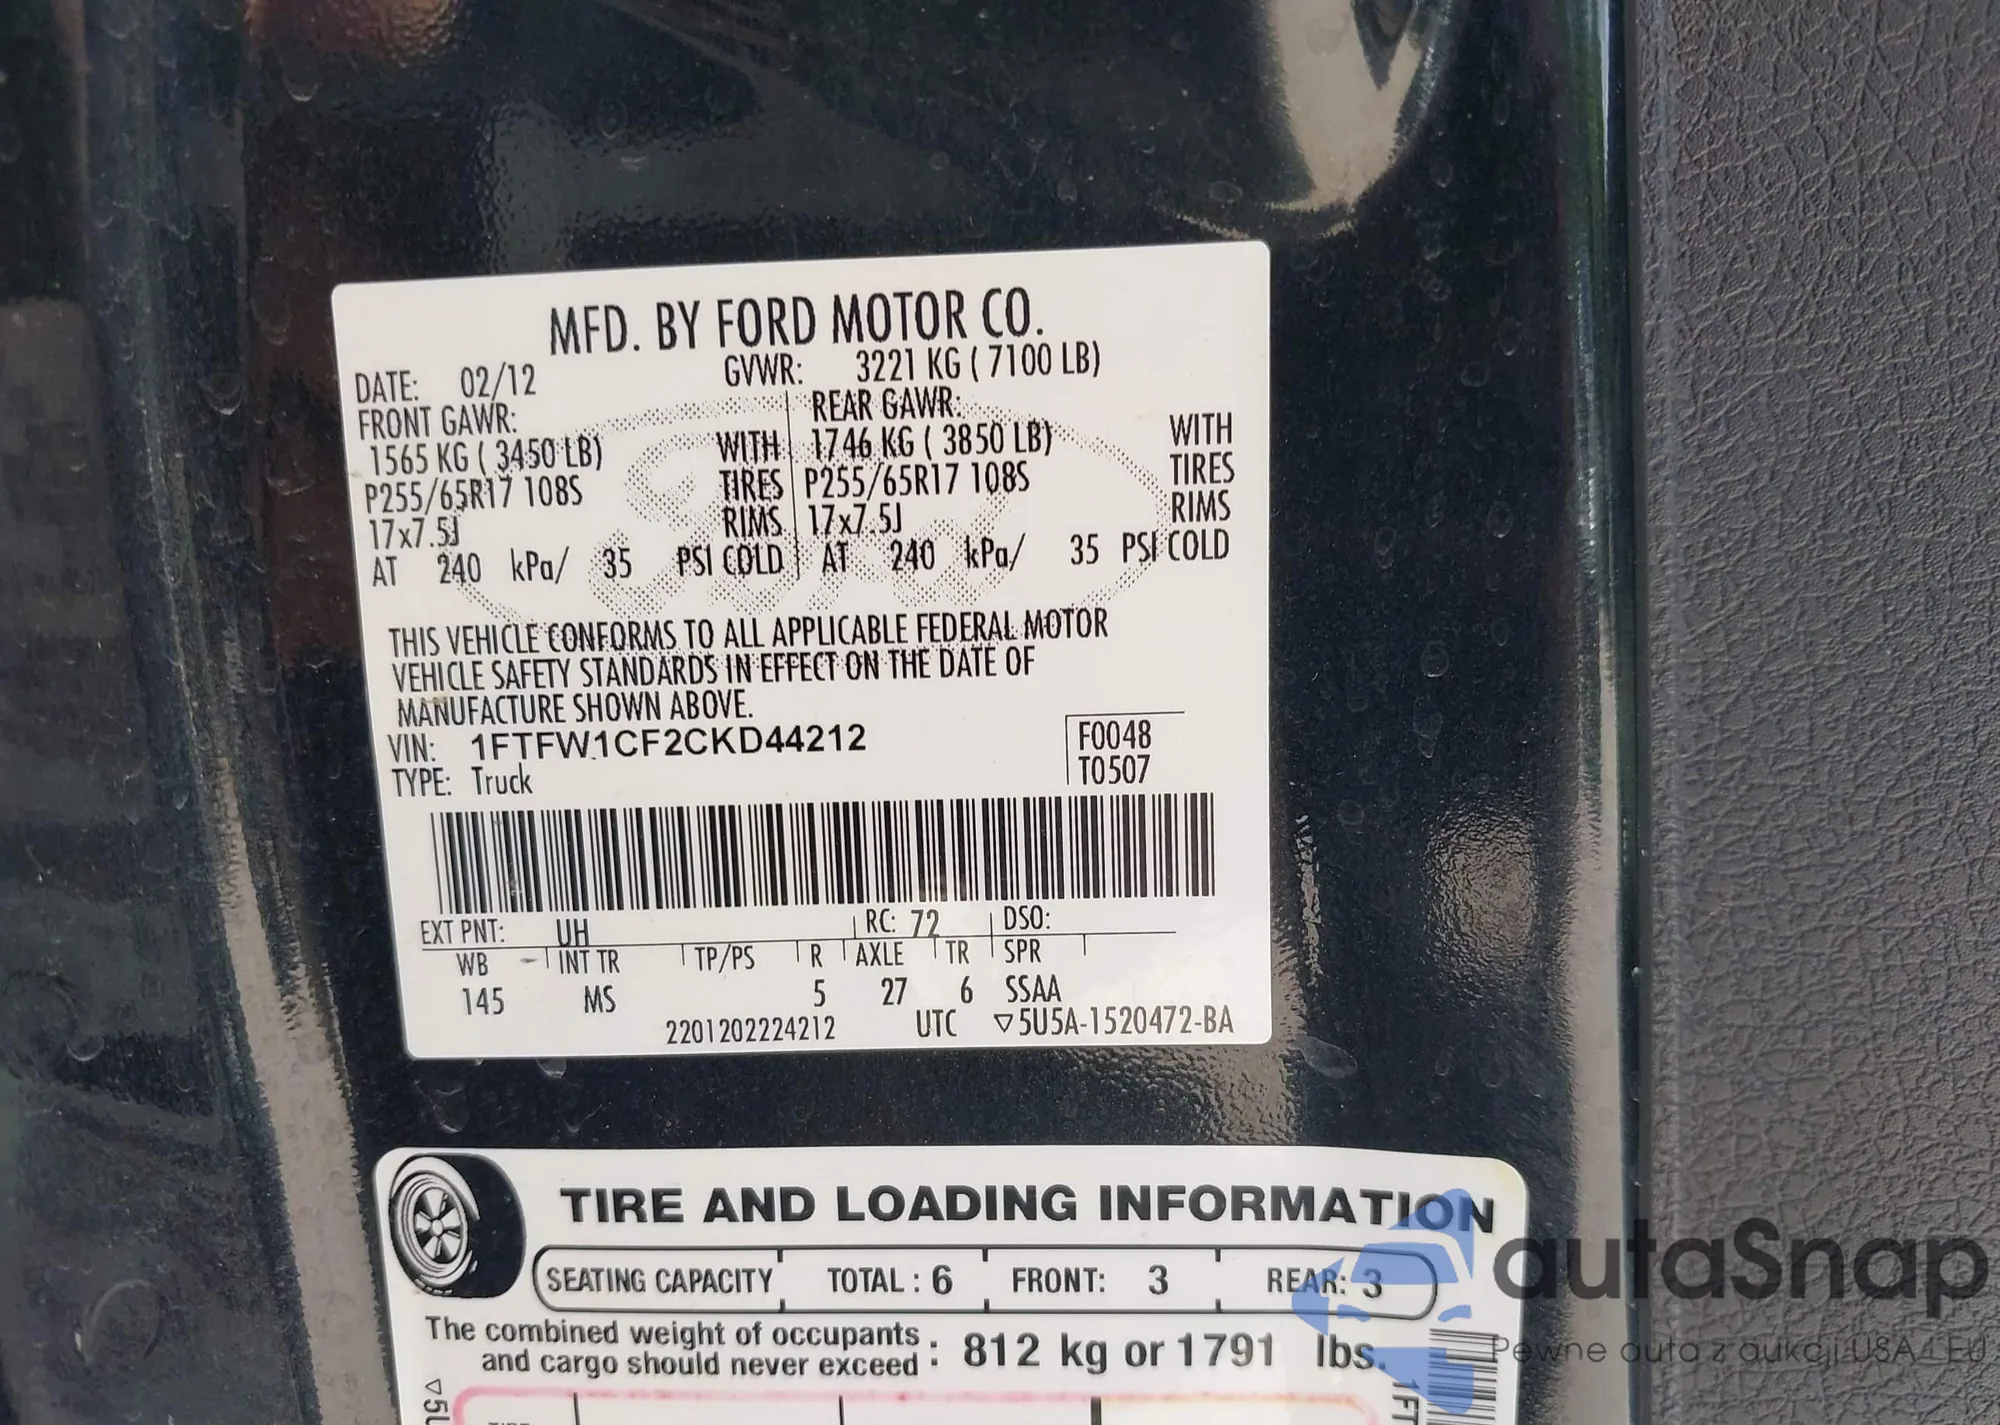 MFD. BY FORD MOTOR CO.
DATE: 02/12 GVWR: 3221 KG ( 7100 LB)
FRONT GAWR: REAR GAWR:
1565 KG ( 3450 LB) WITH 1746 KG ( 3850 LB) WITH
P255/65R17 108S TIRES P255/65R17 108S TIRES
17x7.5J RIMS 17x7.5J RIMS
AT 240 kPa/ 35 PSI COLD AT 240 kPa/ 35 PSI COLD
THIS VEHICLE CONFORMS TO ALL APPLICABLE FEDERAL MOTOR
VEHICLE SAFETY STANDARDS IN EFFECT ON THE DATE OF
MANUFACTURE SHOWN ABOVE.
VIN: 1FTFW1CF2CKD44212 F0048
TYPE: Truck T0507
EXT PNT: UH RC: 72 DSO:
WB INT TR TP/PS R AXLE TR SPR
145 MS 5 27 6 SSAA
2201202224212 UTC ▽5U5A-1520472-BA
TIRE AND LOADING INFORMATION
SEATING CAPACITY TOTAL : 6 FRONT: 3 REAR: 3
The combined weight of occupants
and cargo should never exceed : 812 kg or 1791 lbs.
autaSnap
Pewne auta z aukcji USA i EU
▽5U
1FT